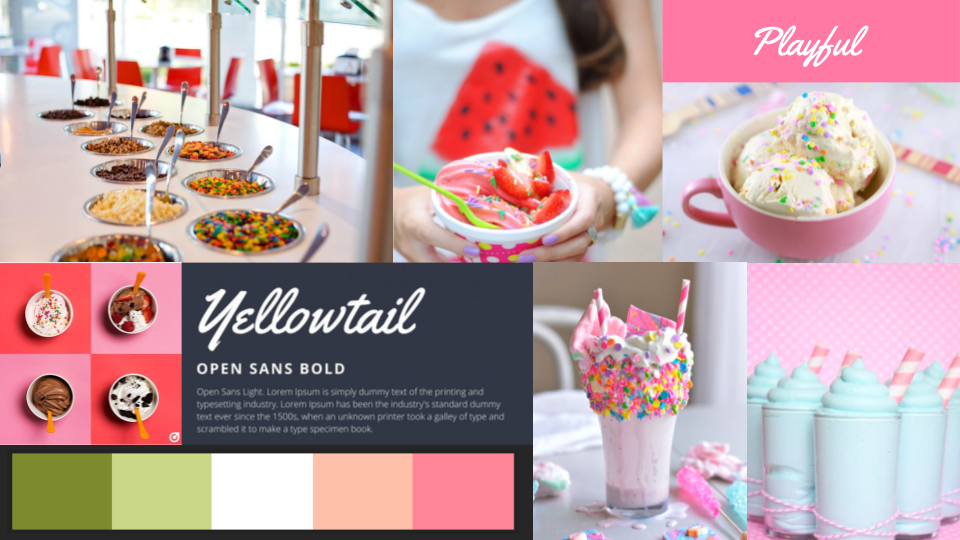 Playful
Yellowtail
OPEN SANS BOLD
Open Sans Light. Lorem Ipsum is simply dummy text of the printing and
typesetting industry. Lorem Ipsum has been the industry's standard dummy
text ever since the 1500s, when an unknown printer took a galley of type and
scrambled it to make a type specimen book.